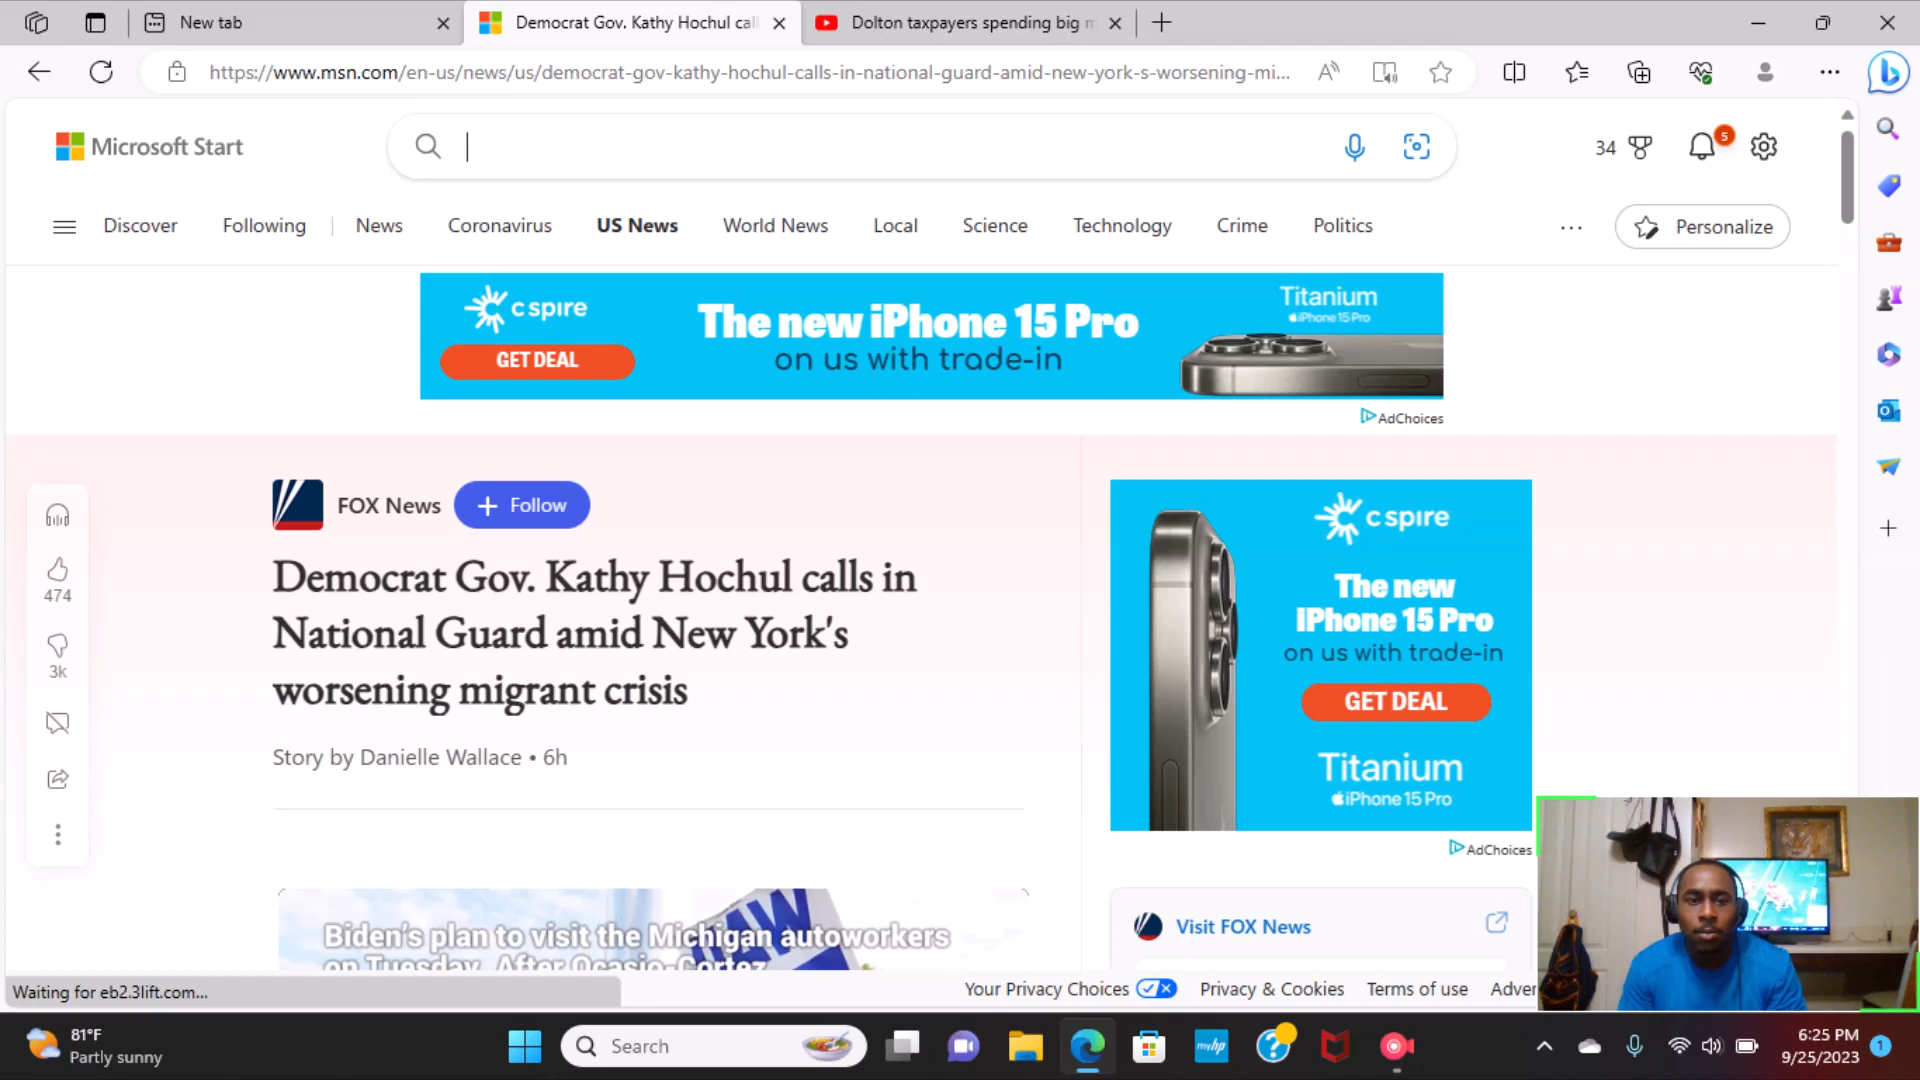 New tab
Democrat Gov. Kathy Hochul cal
Dolton taxpayers spending big m
https://www.msn.com/en-us/news/us/democrat-gov-kathy-hochul-calls-in-national-guard-amid-new-york-s-worsening-mi...
Microsoft Start
34
5
Discover
Following
News
Coronavirus
US News
World News
Local
Science
Technology
Crime
Politics
...
Personalize
c spire
GET DEAL
The new iPhone 15 Pro
on us with trade-in
Titanium
iPhone 15 Pro
AdChoices
FOX News
+ Follow
474
3k
Democrat Gov. Kathy Hochul calls in
National Guard amid New York's
worsening migrant crisis
Story by Danielle Wallace • 6h
c spire
The new
iPhone 15 Pro
on us with trade-in
GET DEAL
Titanium
iPhone 15 Pro
AdChoices
Biden's plan to visit the Michigan autoworkers
on Tuesday. After Ocasio-Cortez
UAW
Visit FOX News
Waiting for eb2.3lift.com...
Your Privacy Choices
Privacy & Cookies
Terms of use
Adver
81°F
Partly sunny
Search
myhp
6:25 PM
9/25/2023
1